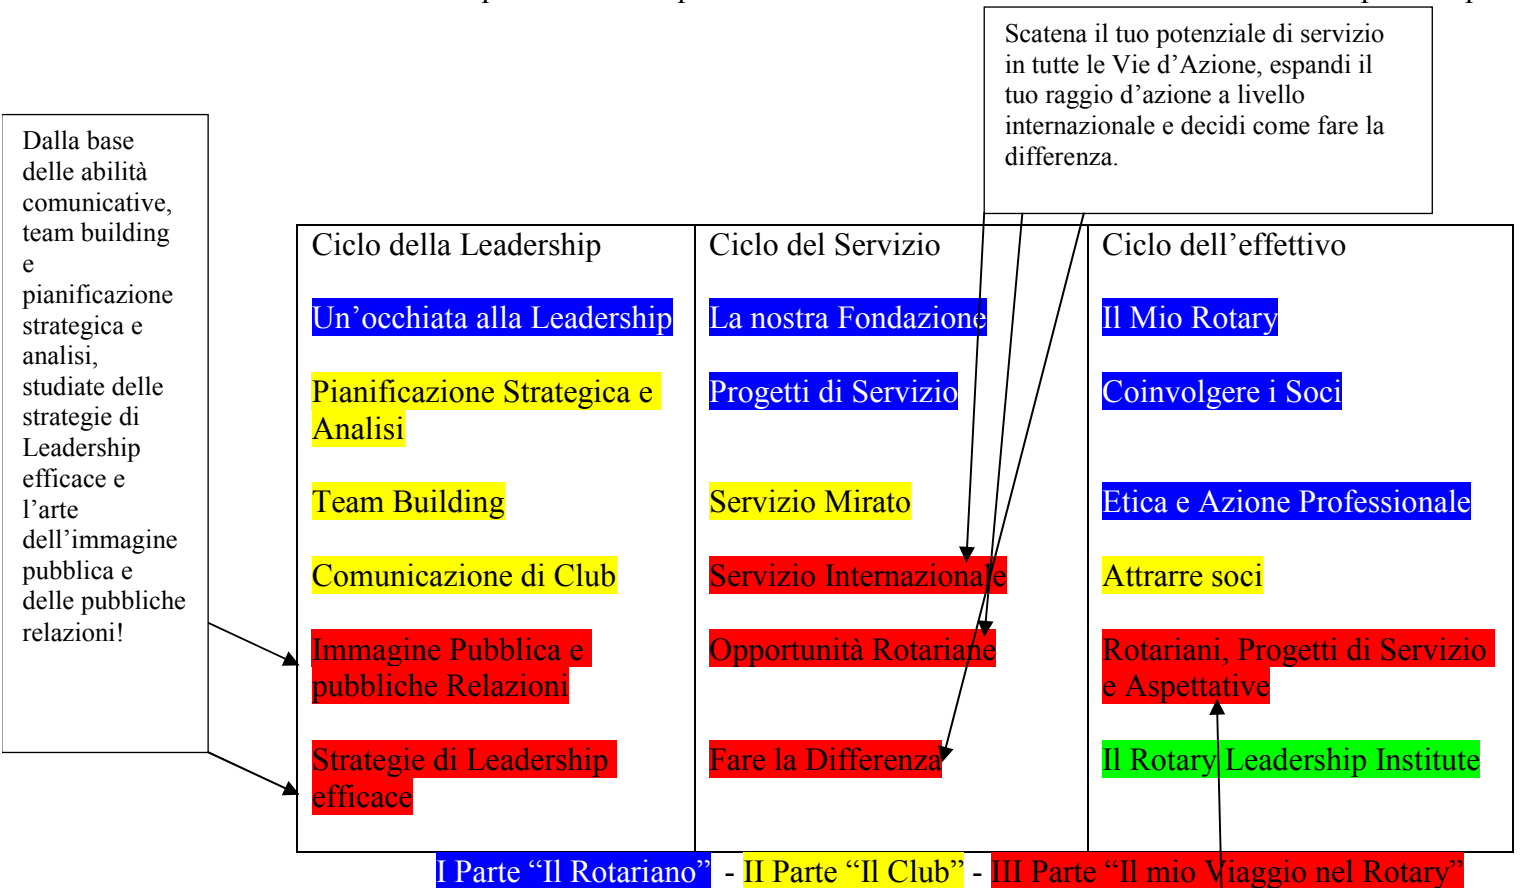 Scatena il tuo potenziale di servizio
in tutte le Vie d’Azione, espandi il
tuo raggio d’azione a livello
internazionale e decidi come fare la
differenza.
Dalla base
delle abilità
comunicative,
team building
e
pianificazione
strategica e
analisi,
studiate delle
strategie di
Leadership
efficace e
l’arte
dell’immagine
pubblica e
delle pubbliche
relazioni!
Ciclo della Leadership
Un’occhiata alla Leadership
Pianificazione Strategica e
Analisi
Team Building
Comunicazione di Club
Immagine Pubblica e
pubbliche Relazioni
Strategie di Leadership
efficace
Ciclo del Servizio
La nostra Fondazione
Progetti di Servizio
Servizio Mirato
Servizio Internazionale
Opportunità Rotariane
Fare la Differenza
Ciclo dell’effettivo
Il Mio Rotary
Coinvolgere i Soci
Etica e Azione Professionale
Attrarre soci
Rotariani, Progetti di Servizio
e Aspettative
Il Rotary Leadership Institute
I Parte “Il Rotariano” - II Parte “Il Club” - III Parte “Il mio Viaggio nel Rotary”